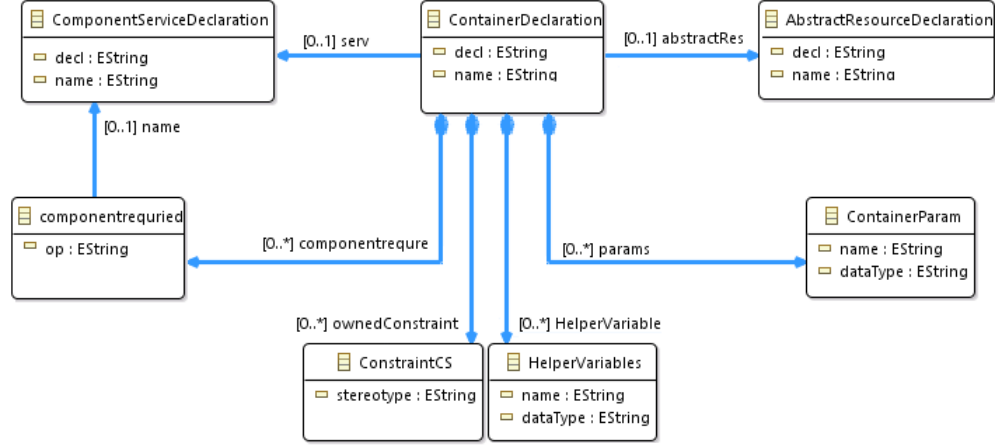 ComponentServiceDeclaration
decl : EString
name : EString
[0..1] serv
ContainerDeclaration
decl : EString
name : EString
[0..1] abstractRes
AbstractResourceDeclaration
decl : EString
name : EString
[0..1] name
componentrequried
op : EString
[0..*] componentrequre
[0..*] params
ContainerParam
name : EString
dataType : EString
[0..*] ownedConstraint
[0..*] HelperVariable
ConstraintCS
stereotype : EString
HelperVariables
name : EString
dataType : EString